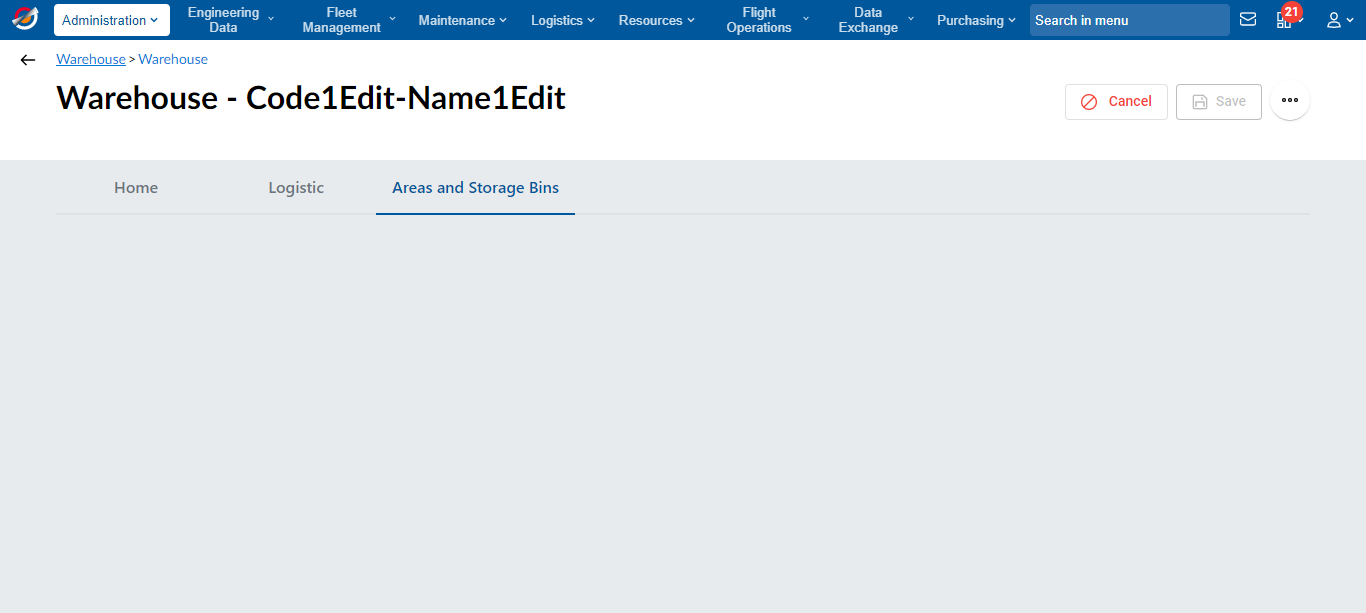 Administration
Engineering
Data
Fleet
Management
Maintenance
Logistics
Resources
Flight
Operations
Data
Exchange
Purchasing
Search in menu
21
Warehouse > Warehouse
Warehouse - Code1Edit-Name1Edit
Cancel
Save
Home
Logistic
Areas and Storage Bins